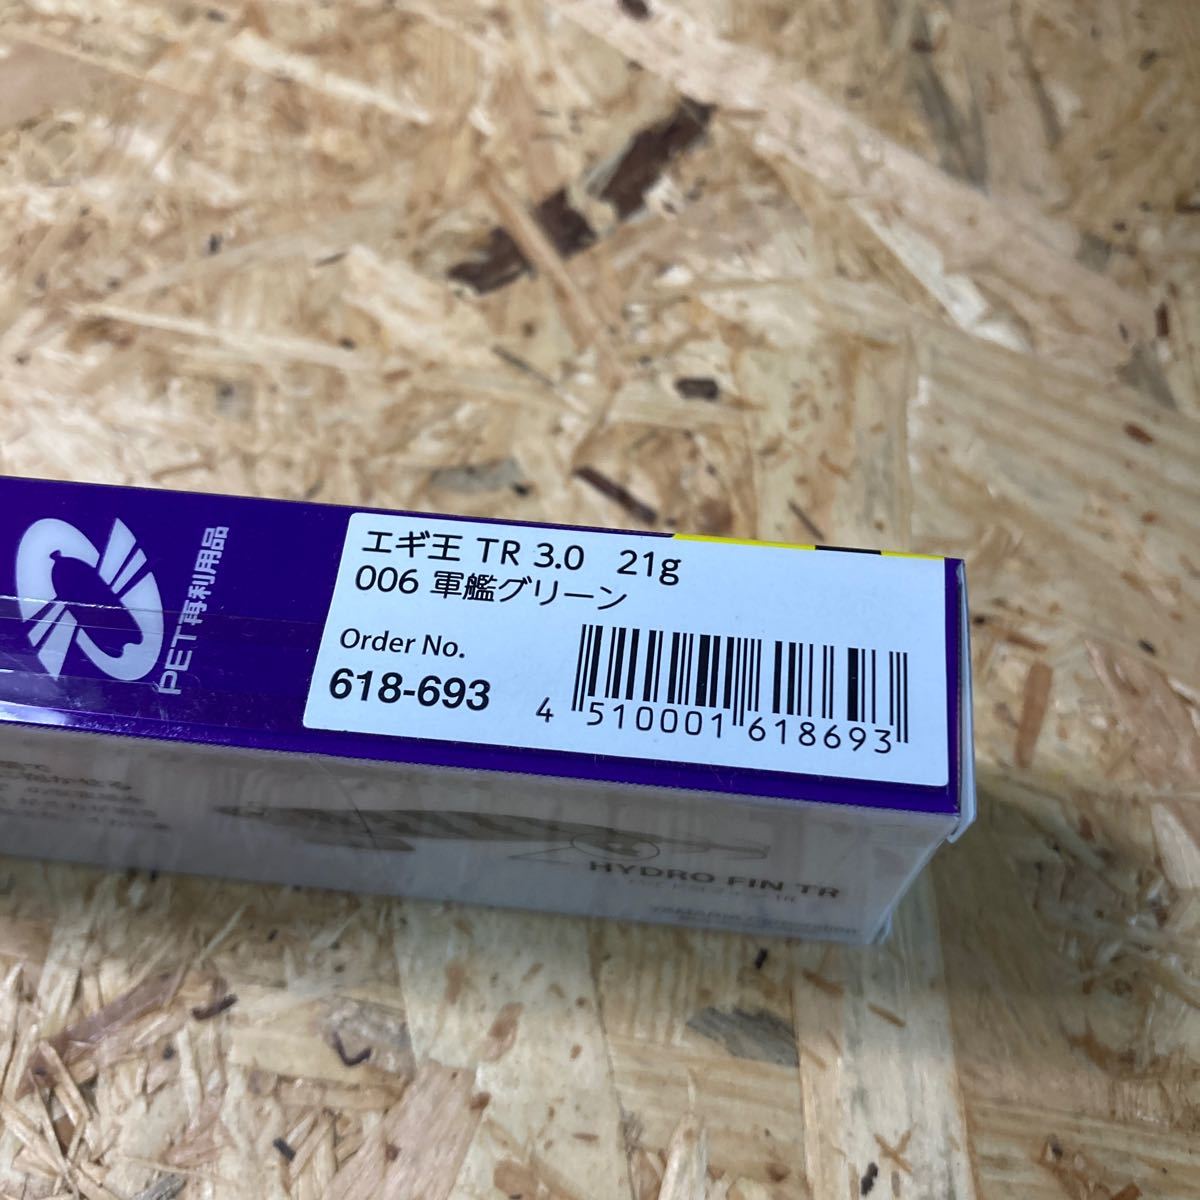 PET再利用品
エギ王 TR 3.0 21g
006 軍艦グリーン
Order No.
618-693
4 510001 618693
HYDRO FIN TR